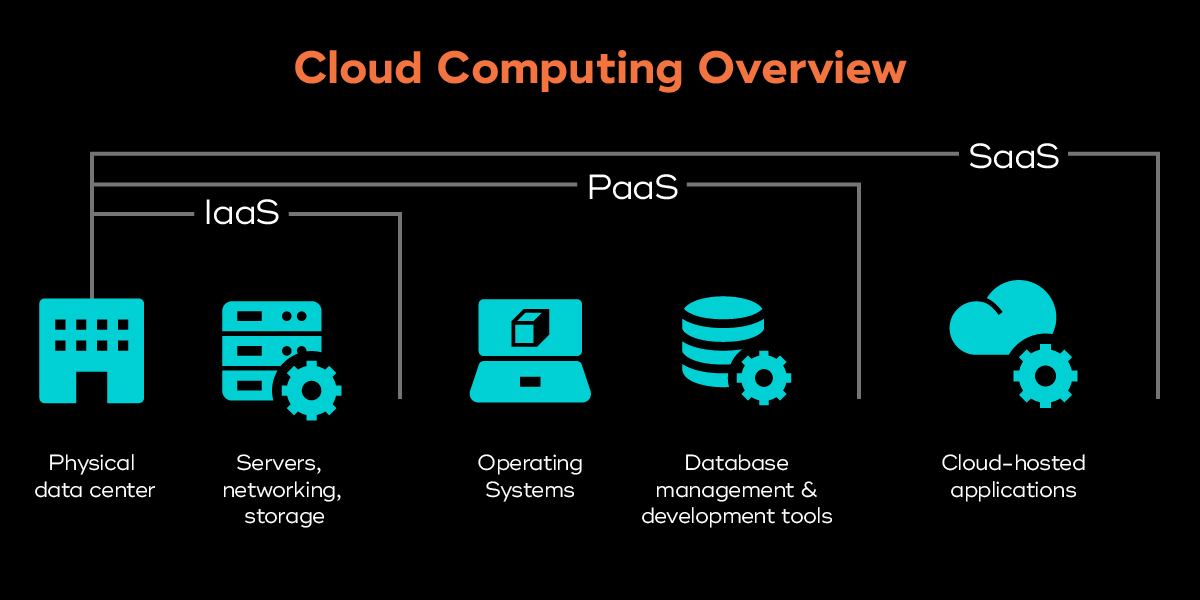 Cloud Computing Overview
SaaS
PaaS
IaaS
Physical
data center
Servers,
networking,
storage
Operating
Systems
Database
management &
development tools
Cloud-hosted
applications